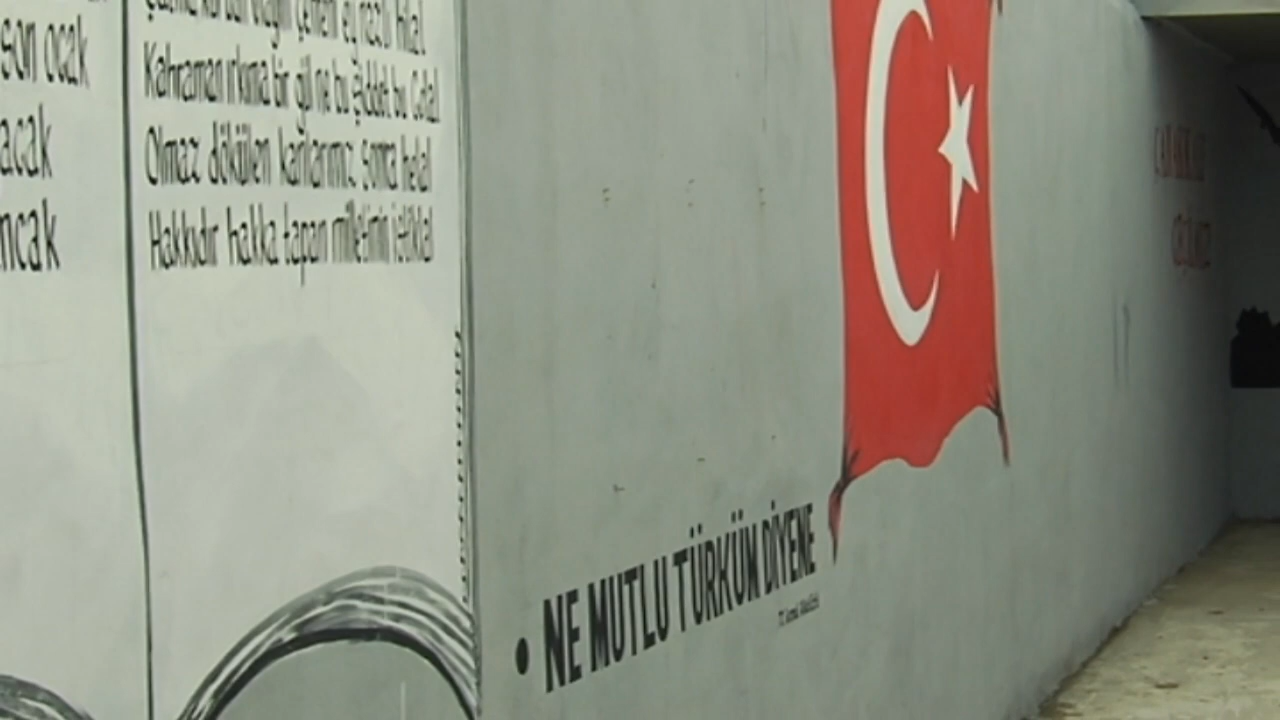 son ocak
acak
ncak
Kahraman ırkıma bir gül ne bu şiddet bu Celal
Olmaz dökülen kanlarımız sonra helal
Hakkıdır hakka tapan milletimin istiklal
• NE MUTLU TÜRKÜM DİYENE